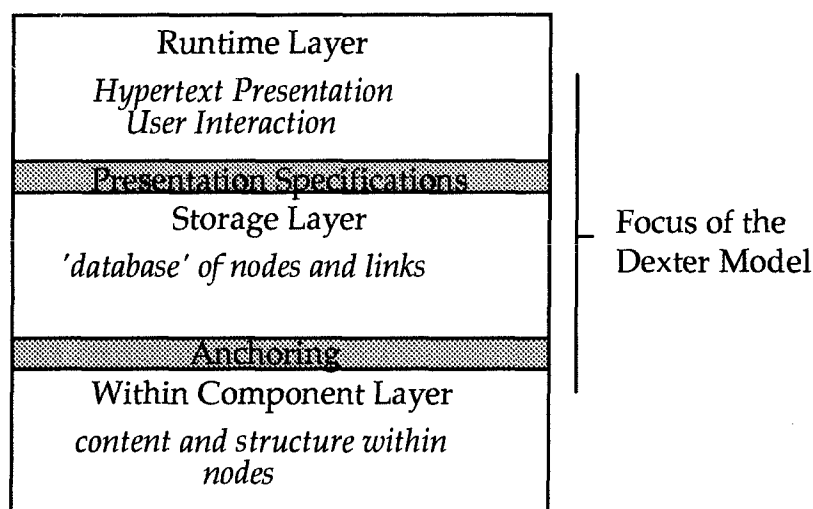 Runtime Layer
Hypertext Presentation
User Interaction
Presentation Specifications
Storage Layer
'database' of nodes and links
Anchoring
Within Component Layer
content and structure within
nodes
Focus of the
Dexter Model